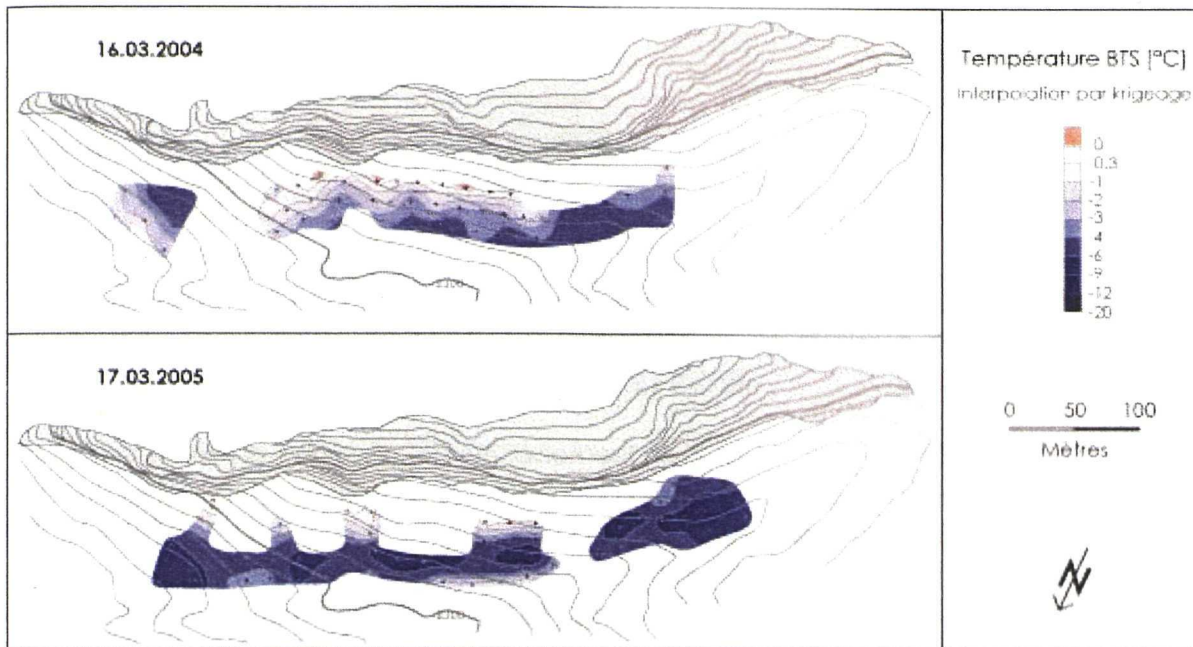 16.03.2004
Température BTS [°C]
Interpolation par krigeage
0
0.3
-1
-2
-3
4
-6
-9
-12
-20
17.03.2005
0 50 100
Mètres
N